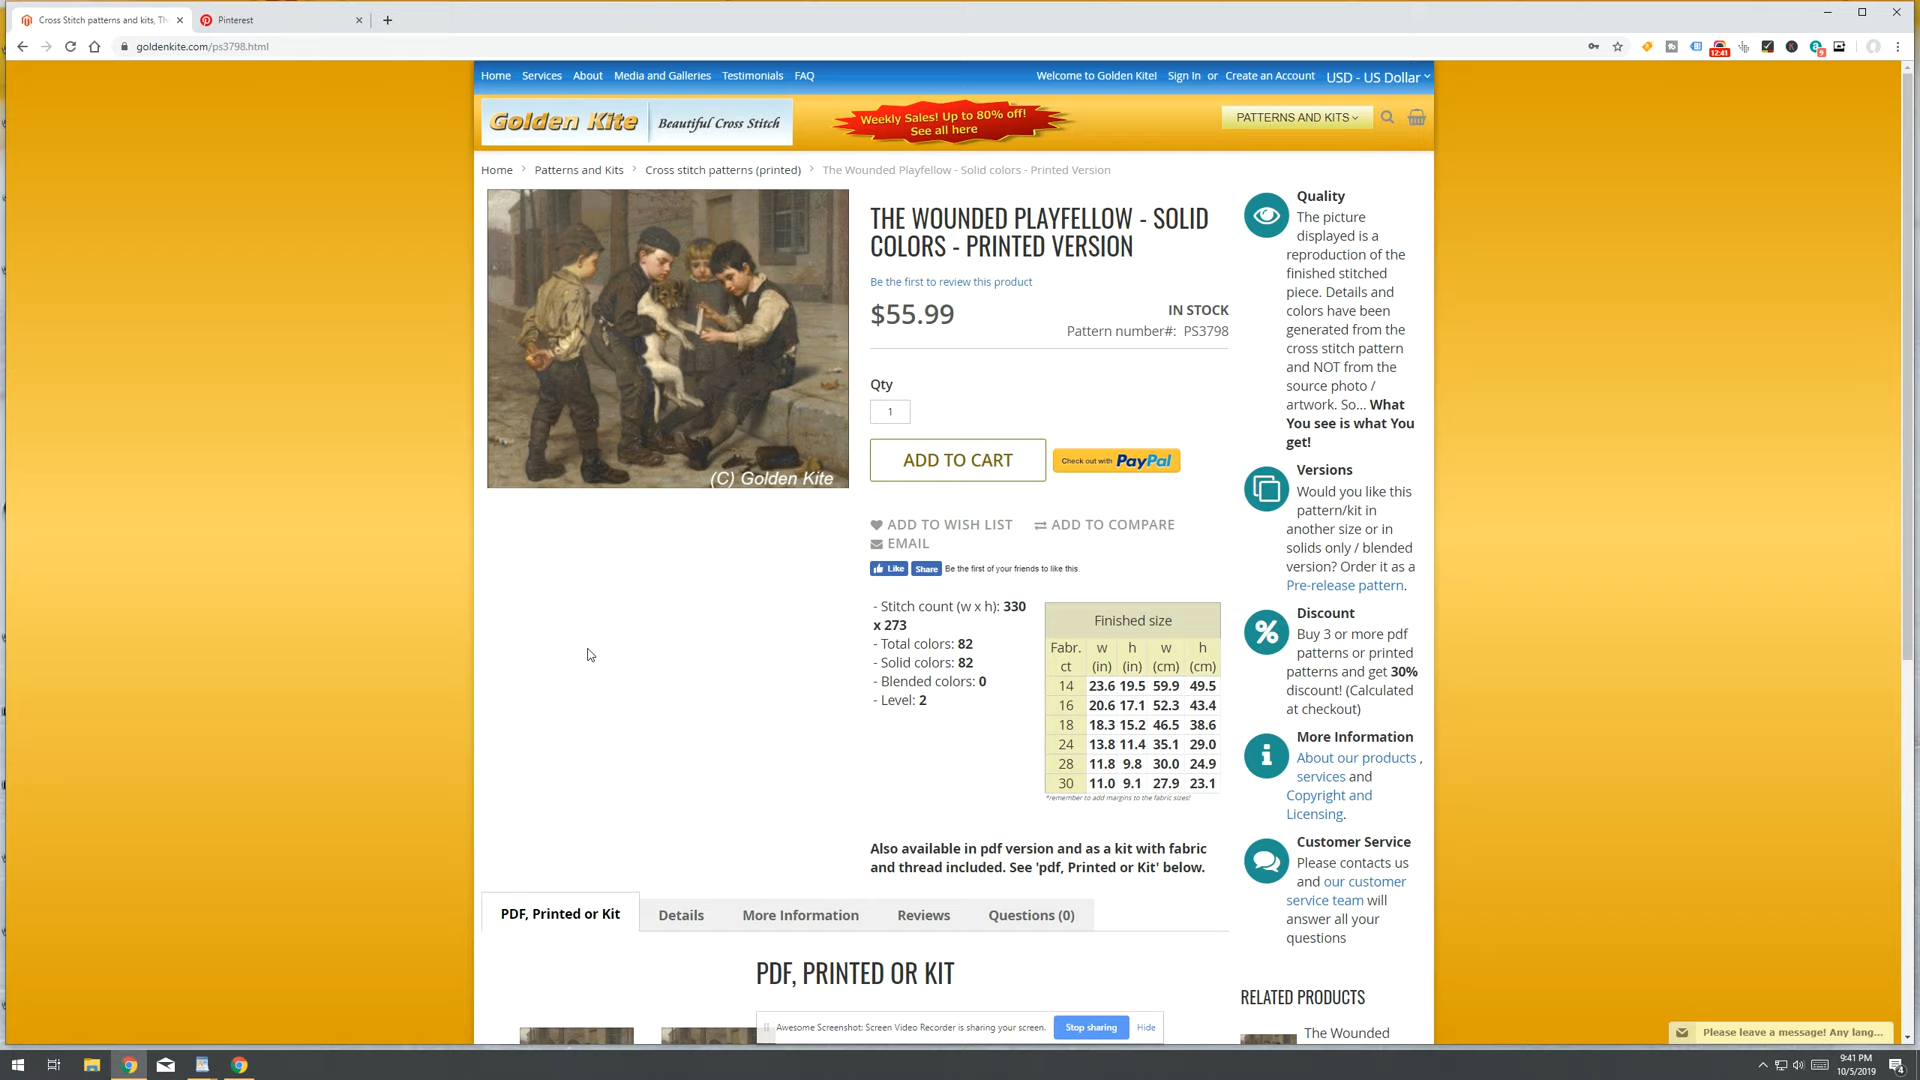 Cross Stitch patterns and kits, Th
Pinterest
goldenkite.com/ps3798.html
12:41
9
Home Services About Media and Galleries Testimonials FAQ
Welcome to Golden Kite! Sign In or Create an Account USD - US Dollar
Golden Kite Beautiful Cross Stitch
Weekly Sales! Up to 80% off!
See all here
PATTERNS AND KITS
Home > Patterns and Kits > Cross stitch patterns (printed) > The Wounded Playfellow - Solid colors - Printed Version
(C) Golden Kite
THE WOUNDED PLAYFELLOW - SOLID
COLORS - PRINTED VERSION
Be the first to review this product
$55.99
IN STOCK
Pattern number#: PS3798
Qty
1
ADD TO CART
Check out with PayPal
ADD TO WISH LIST
ADD TO COMPARE
EMAIL
Like Share Be the first of your friends to like this.
- Stitch count (w x h): 330
x 273
- Total colors: 82
- Solid colors: 82
- Blended colors: 0
- Level: 2
Finished size
Fabr. w h w h
ct (in) (in) (cm) (cm)
14 23.6 19.5 59.9 49.5
16 20.6 17.1 52.3 43.4
18 18.3 15.2 46.5 38.6
24 13.8 11.4 35.1 29.0
28 11.8 9.8 30.0 24.9
30 11.0 9.1 27.9 23.1
*remember to add margins to the fabric sizes!
Also available in pdf version and as a kit with fabric
and thread included. See 'pdf, Printed or Kit' below.
Quality
The picture
displayed is a
reproduction of the
finished stitched
piece. Details and
colors have been
generated from the
cross stitch pattern
and NOT from the
source photo /
artwork. So... What
You see is what You
get!
Versions
Would you like this
pattern/kit in
another size or in
solids only / blended
version? Order it as a
Pre-release pattern.
%
Discount
Buy 3 or more pdf
patterns or printed
patterns and get 30%
discount! (Calculated
at checkout)
More Information
About our products ,
services and
Copyright and
Licensing.
Customer Service
Please contacts us
and our customer
service team will
answer all your
questions
RELATED PRODUCTS
The Wounded
PDF, Printed or Kit Details More Information Reviews Questions (0)
PDF, PRINTED OR KIT
Awesome Screenshot: Screen Video Recorder is sharing your screen. Stop sharing Hide
Please leave a message! Any lang...
9:41 PM
10/5/2019
4